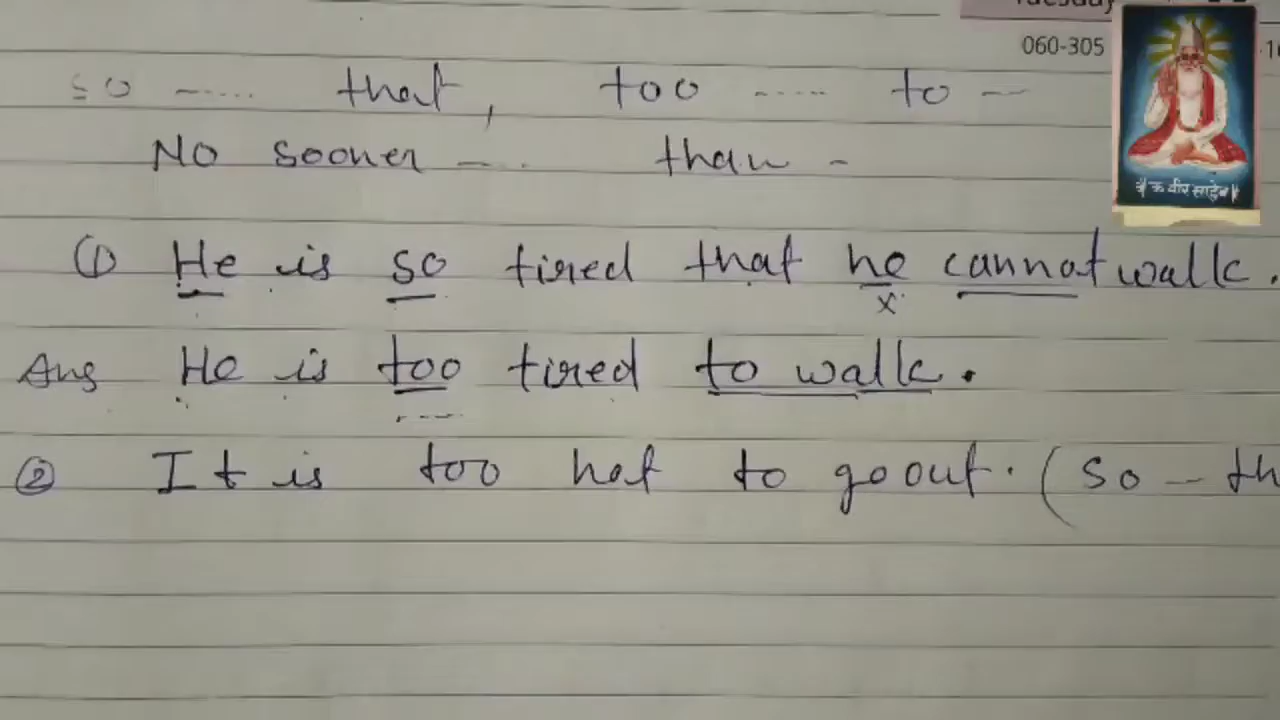 Tuesday
060-305
so ...... that, too ..... to --
No sooner --.. than -
① He is so tired that he cannot walk.
x
Ans He is too tired to walk.
② It is too hot to go out. (so - th